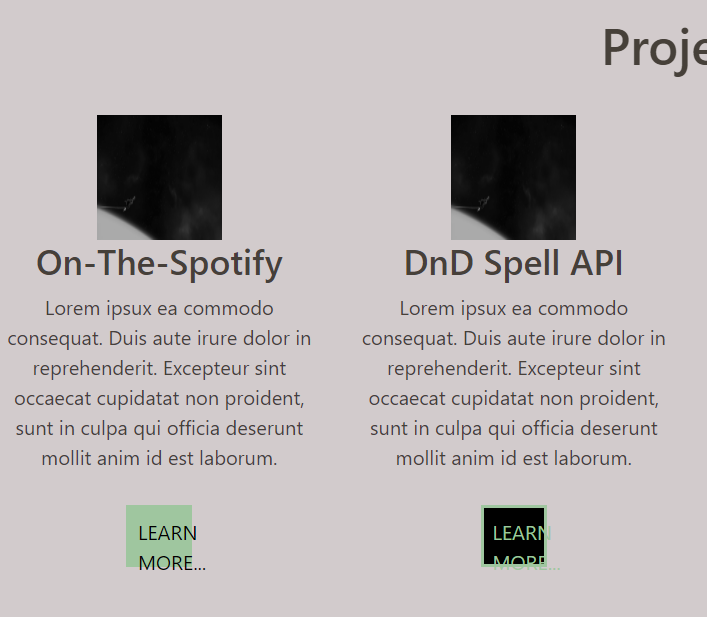 Proje
On-The-Spotify
Lorem ipsux ea commodo
consequat. Duis aute irure dolor in
reprehenderit. Excepteur sint
occaecat cupidatat non proident,
sunt in culpa qui officia deserunt
mollit anim id est laborum.
LEARN
MORE...
DnD Spell API
Lorem ipsux ea commodo
consequat. Duis aute irure dolor in
reprehenderit. Excepteur sint
occaecat cupidatat non proident,
sunt in culpa qui officia deserunt
mollit anim id est laborum.
LEARN
MORE...